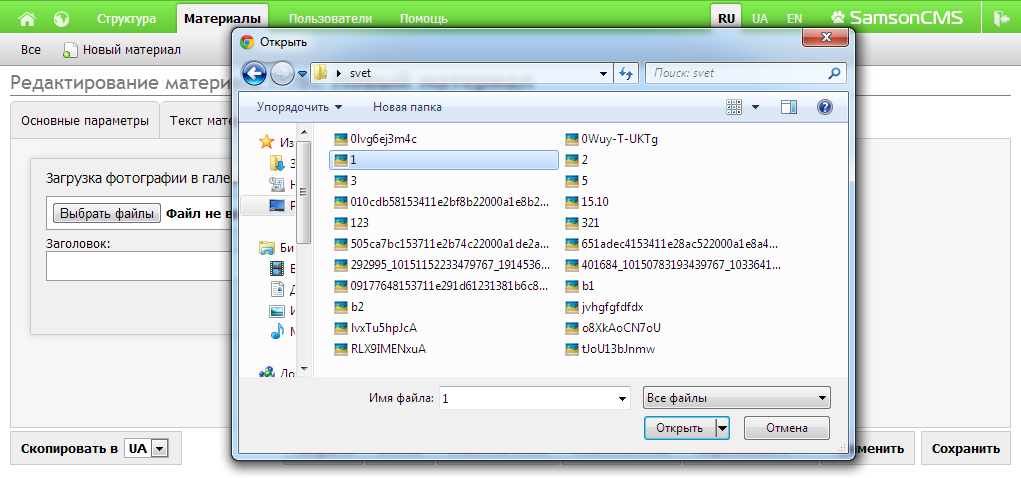 Структура Материалы Пользователи Помощь RU UA EN SamsonCMS
Все Новый материал
Открыть
Редактирование матери
svet Поиск: svet
Упорядочить Новая папка
Основные параметры Текст мате
0lvg6ej3m4c 0Wuy-T-UKTg
1 2
3 5
010cdb58153411e2bf8b22000a1e8b2... 15.10
123 321
505ca7bc153711e2b74c22000a1de2a... 651adec4153411e28ac522000a1e8a4...
292995_10151152233479767_1914536... 401684_10150783193439767_1033641...
09177648153711e291d61231381b6c8... b1
b2 jvhgfgfdfdx
lvxTu5hpJcA o8XkAoCN7oU
RLX9IMENxuA tJoU13bJnmw
Загрузка фотографии в гале
Выбрать файлы Файл не в
Заголовок:
Из
Би
До
Имя файла: 1 Все файлы
Открыть Отмена
Скопировать в UA именить Сохранить